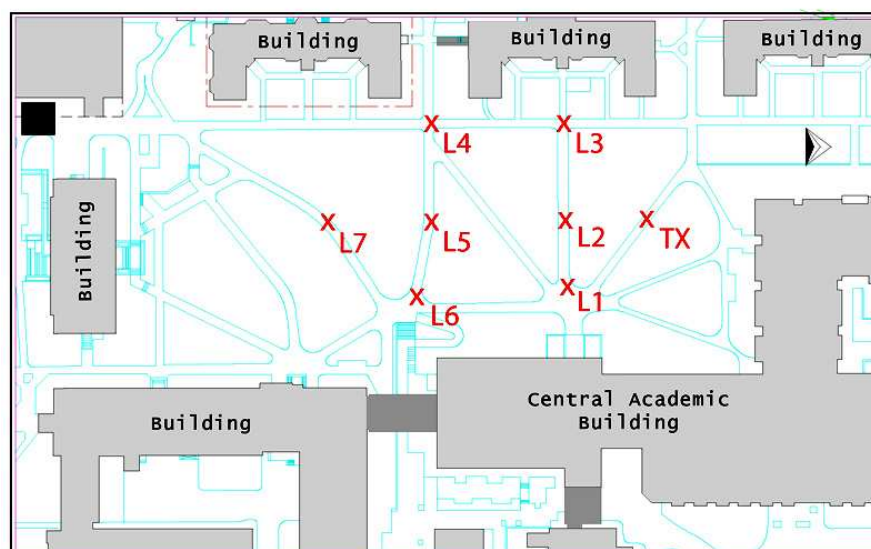 Building
Building
Building
X
L4
X
L3
Building
X
L7
X
L5
X
L2
X
TX
X
L6
X
L1
Building
Central Academic
Building